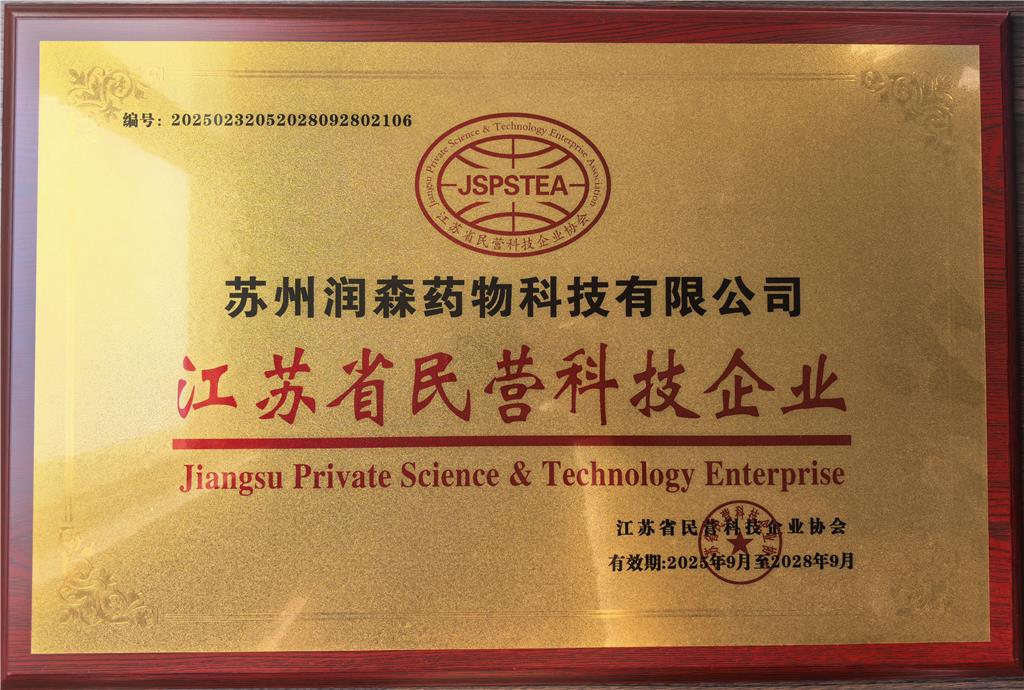 编号：20250232052028092802106
Jiangsu Private Science & Technology Enterprise Association
JSPSTEA
江苏省民营科技企业协会
苏州润森药物科技有限公司
江苏省民营科技企业
Jiangsu Private Science & Technology Enterprise
江苏省民营科技企业协会
有效期:2025年9月至2028年9月